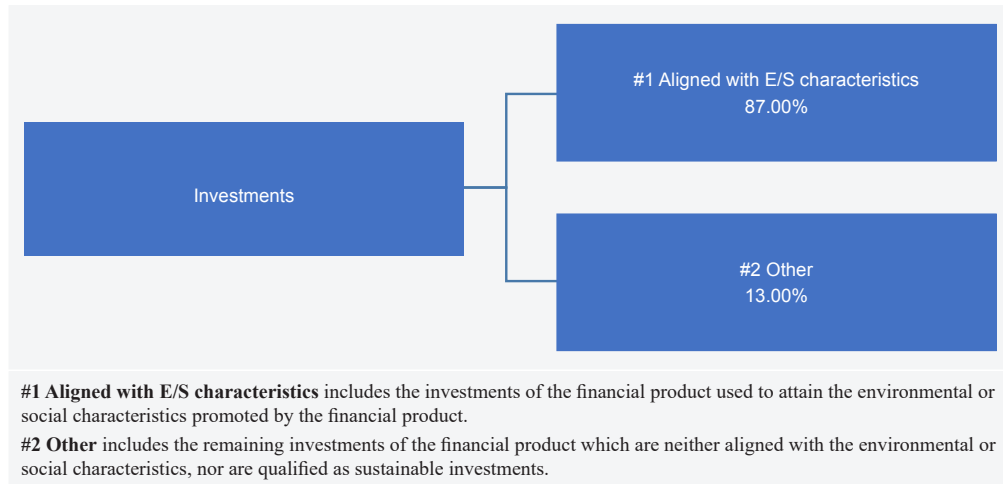 #1 Aligned with E/S characteristics
87.00%
Investments
#2 Other
13.00%
#1 Aligned with E/S characteristics includes the investments of the financial product used to attain the environmental or
social characteristics promoted by the financial product.
#2 Other includes the remaining investments of the financial product which are neither aligned with the environmental or
social characteristics, nor are qualified as sustainable investments.